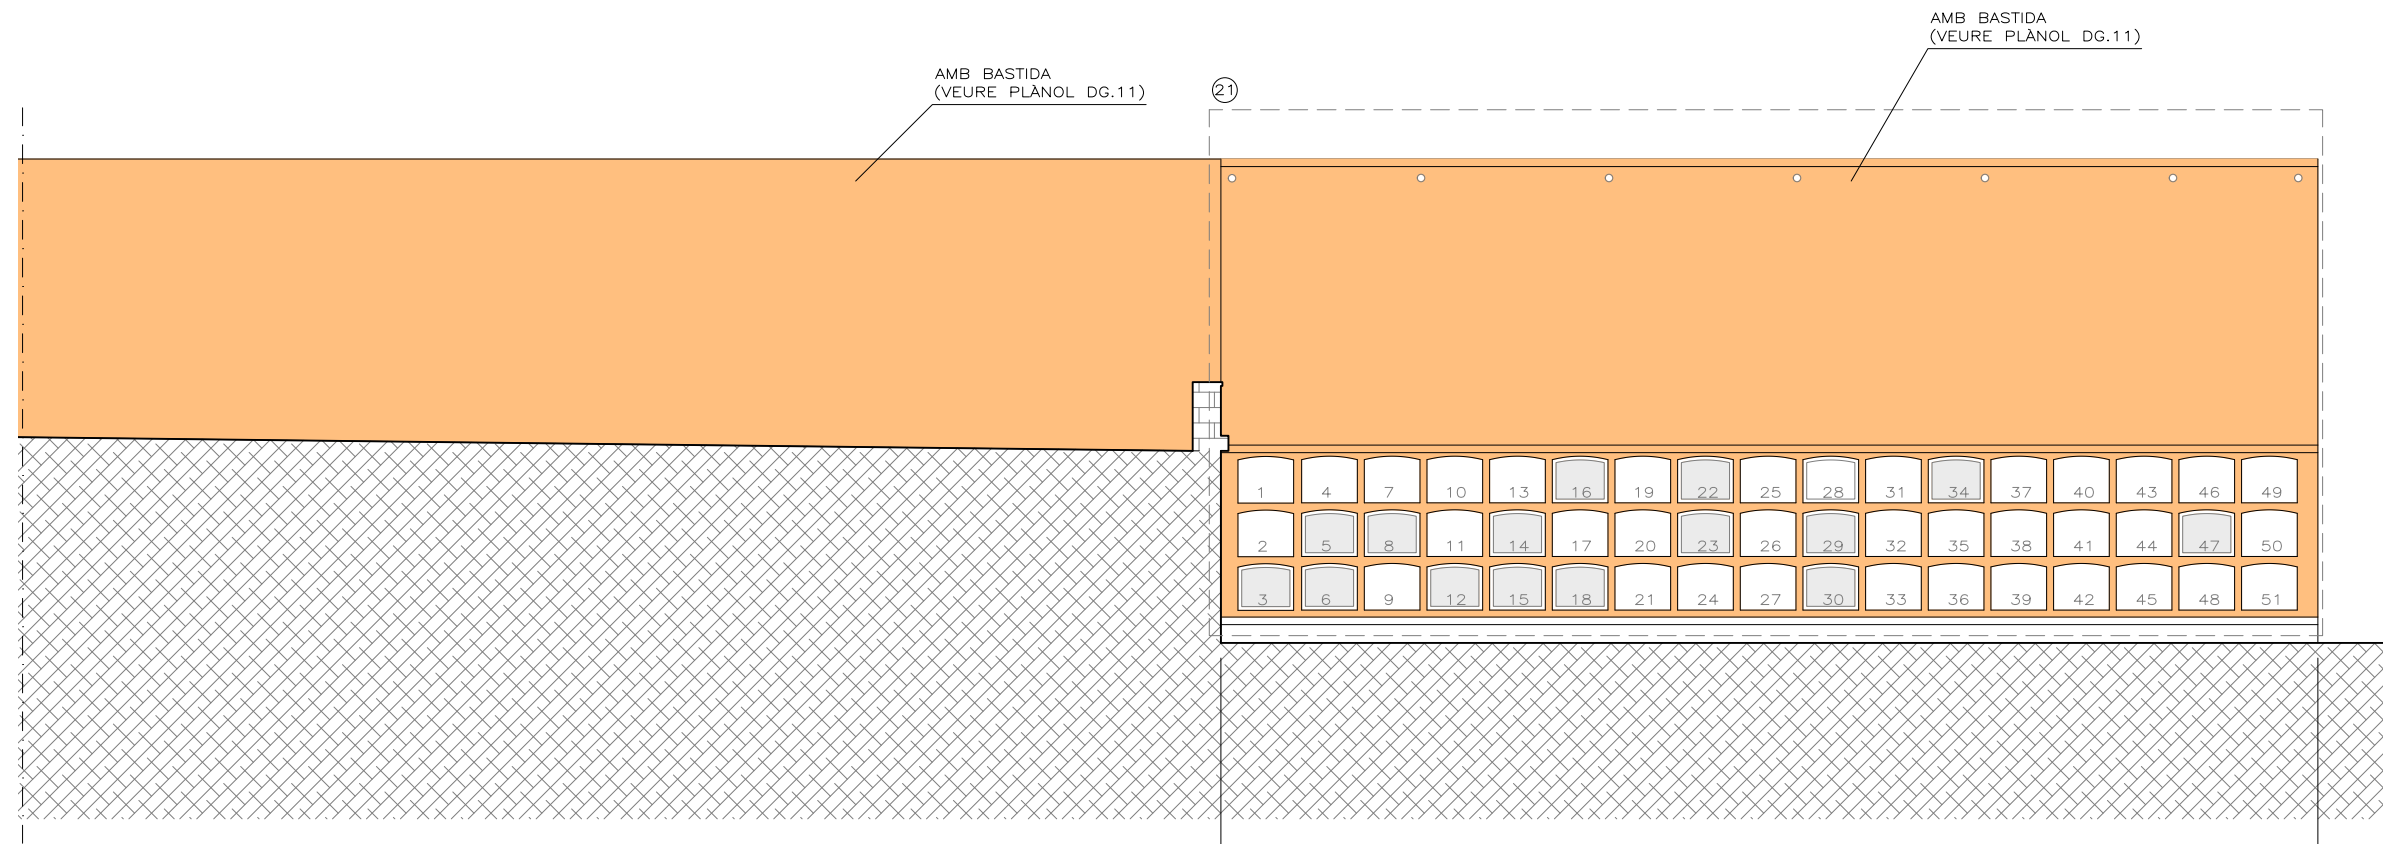 AMB BASTIDA
(VEURE PLÀNOL DG.11)
AMB BASTIDA
(VEURE PLÀNOL DG.11)
21
1 4 7 10 13 16 19 22 25 28 31 34 37 40 43 46 49
2 5 8 11 14 17 20 23 26 29 32 35 38 41 44 47 50
3 6 9 12 15 18 21 24 27 30 33 36 39 42 45 48 51